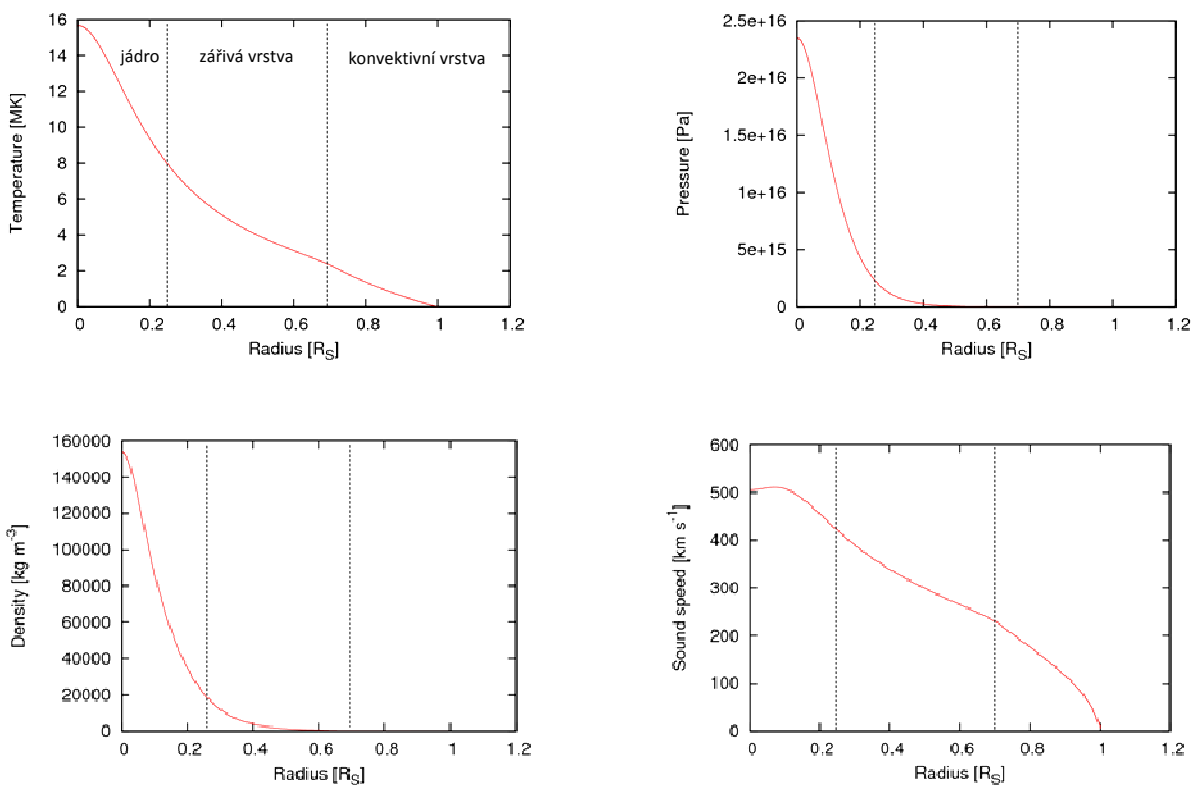 16
14
12
10
8
6
4
2
0
Temperature [MK]
jádro
zářivá vrstva
konvektivní vrstva
0 0.2 0.4 0.6 0.8 1 1.2
Radius [R_S]
2.5e+16
2e+16
1.5e+16
1e+16
5e+15
0
Pressure [Pa]
0 0.2 0.4 0.6 0.8 1 1.2
Radius [R_S]
160000
140000
120000
100000
80000
60000
40000
20000
0
Density [kg m⁻³]
0 0.2 0.4 0.6 0.8 1 1.2
Radius [R_S]
600
500
400
300
200
100
0
Sound speed [km s⁻¹]
0 0.2 0.4 0.6 0.8 1 1.2
Radius [R_S]